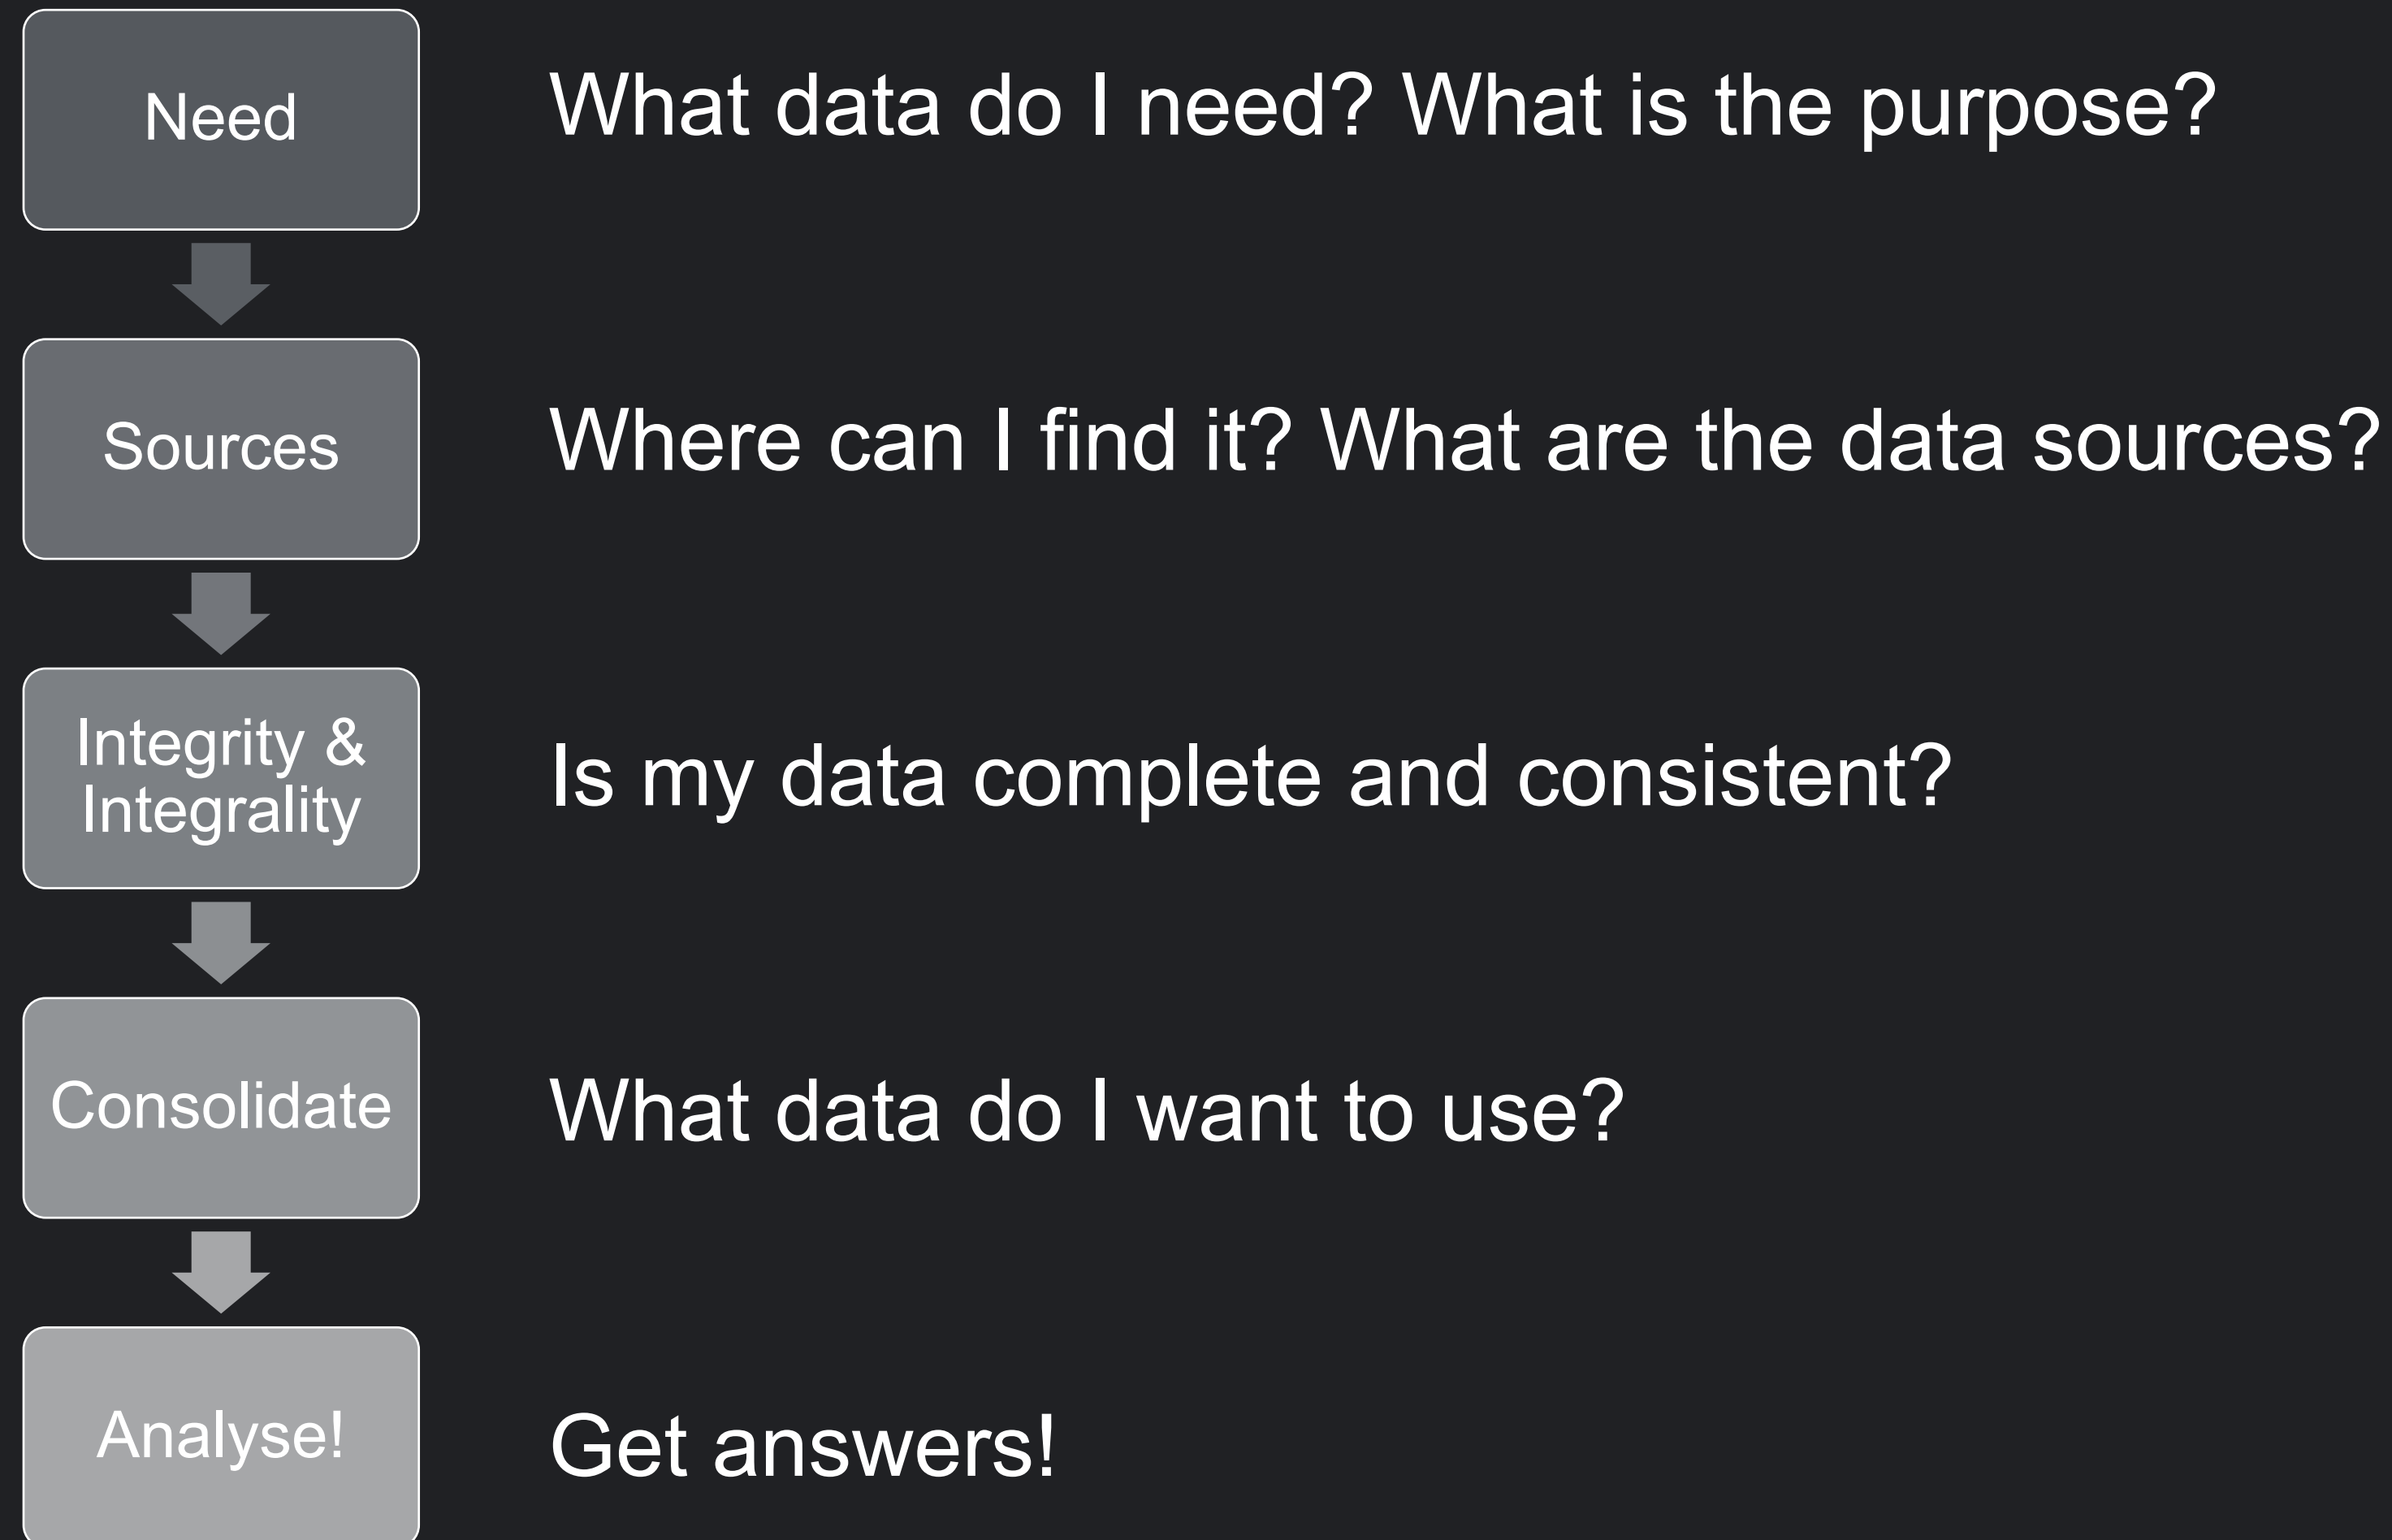 Need
What data do I need? What is the purpose?
Sources
Where can I find it? What are the data sources?
Integrity &
Integrality
Is my data complete and consistent?
Consolidate
What data do I want to use?
Analyse!
Get answers!